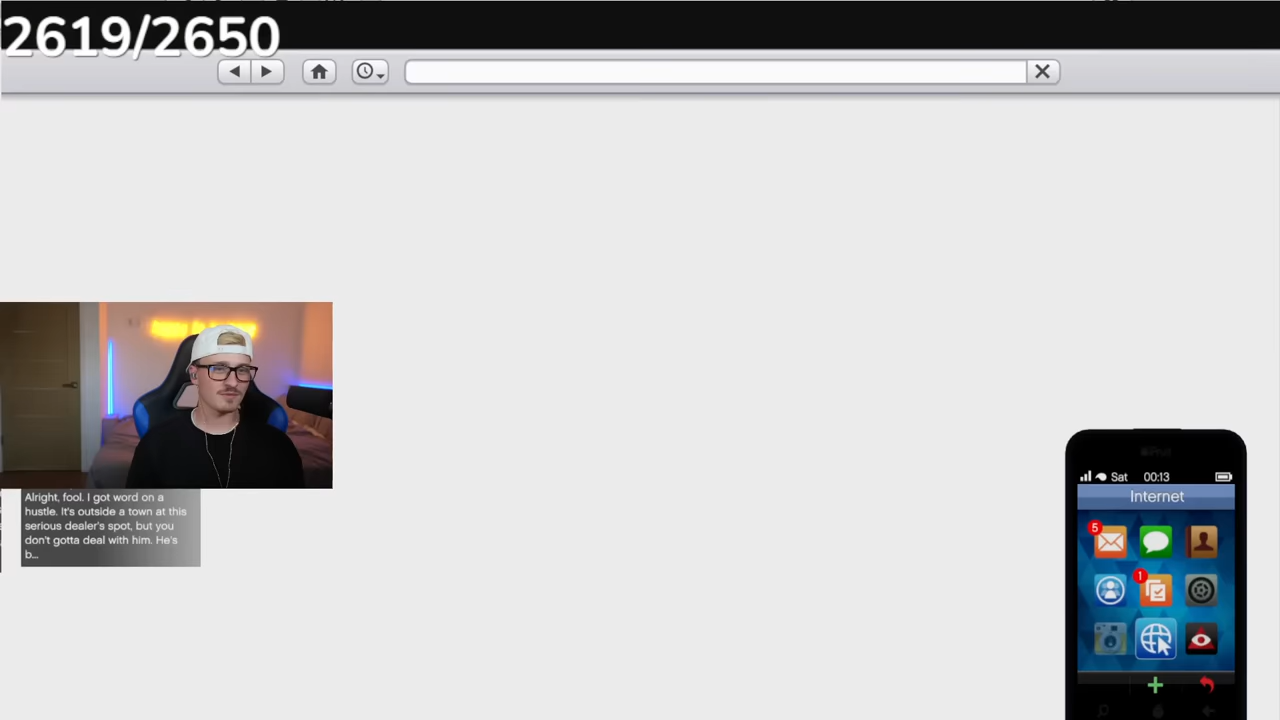 2619/2650
Alright, fool. I got word on a
hustle. It's outside a town at this
serious dealer's spot, but you
don't gotta deal with him. He's
b...
Sat 00:13
Internet
5
1